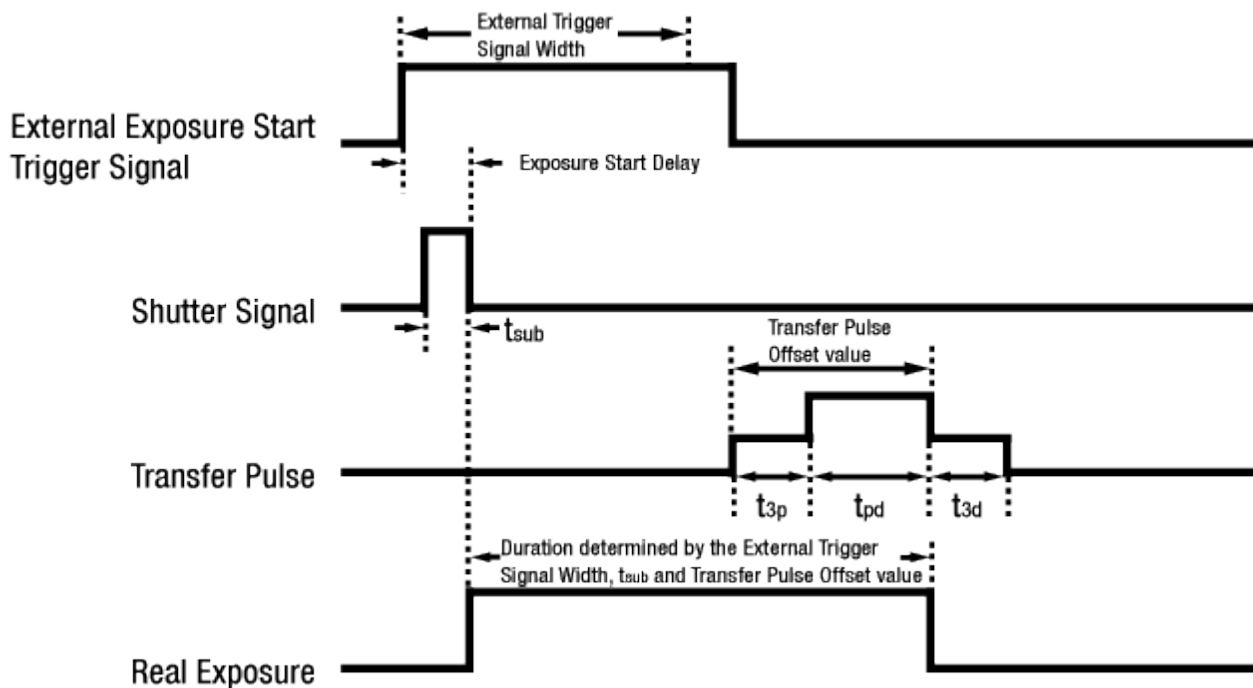 External Trigger
Signal Width
External Exposure Start
Trigger Signal
Exposure Start Delay
Shutter Signal
tsub
Transfer Pulse
Offset value
Transfer Pulse
t3p
tpd
t3d
Duration determined by the External Trigger
Signal Width, tsub and Transfer Pulse Offset value
Real Exposure